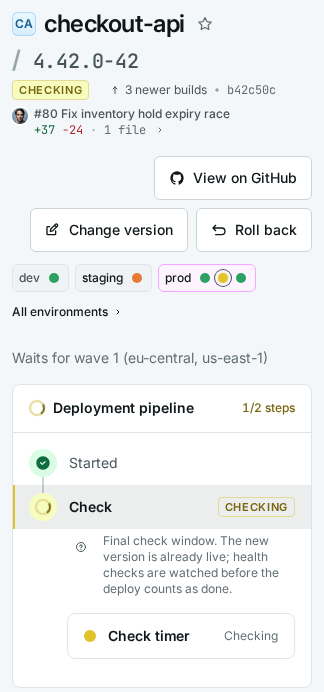 CA checkout-api
/ 4.42.0-42
CHECKING ↑ 3 newer builds • b42c50c
#80 Fix inventory hold expiry race
+37 -24 · 1 file ›
View on GitHub
Change version
Roll back
dev
staging
prod
All environments ›
Waits for wave 1 (eu-central, us-east-1)
Deployment pipeline 1/2 steps
Started
Check CHECKING
Final check window. The new
version is already live; health
checks are watched before the
deploy counts as done.
Check timer Checking